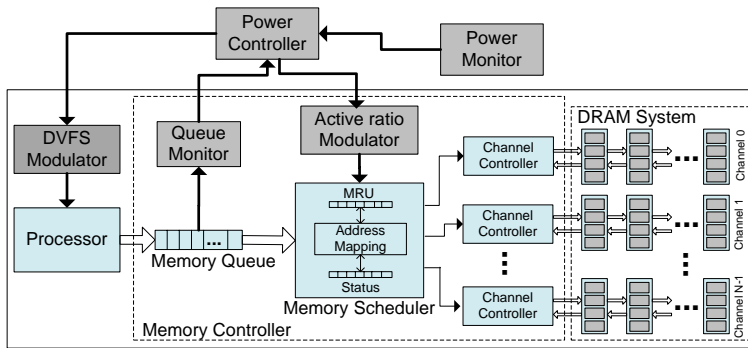 Power
Controller
Power
Monitor
DVFS
Modulator
Queue
Monitor
Active ratio
Modulator
DRAM System
Processor
...
Memory Queue
MRU
Address
Mapping
Status
Memory Scheduler
Memory Controller
Channel
Controller
Channel 0
Channel
Controller
Channel 1
Channel
Controller
Channel N-1